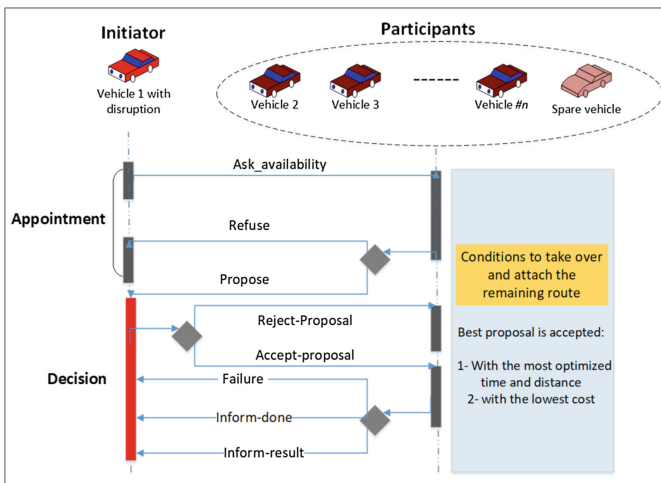 Initiator
Participants
Vehicle 1 with
disruption
Vehicle 2
Vehicle 3
Vehicle #n
Spare vehicle
Ask_availability
Appointment
Refuse
Propose
Conditions to take over
and attach the
remaining route
Reject-Proposal
Best proposal is accepted:
Accept-proposal
1- With the most optimized
time and distance
2- with the lowest cost
Decision
Failure
Inform-done
Inform-result